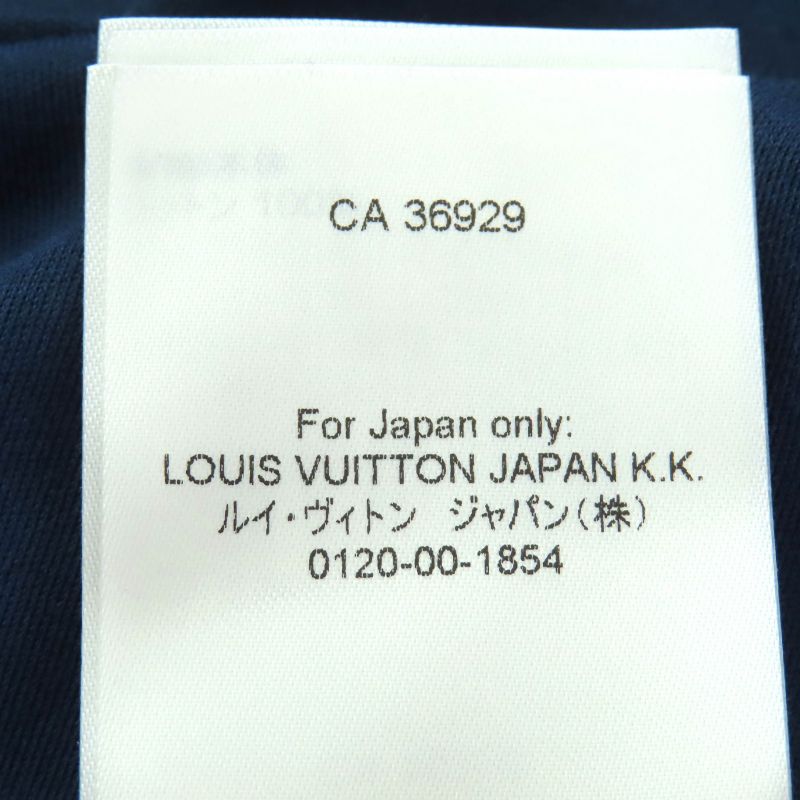 CA 36929
For Japan only:
LOUIS VUITTON JAPAN K.K.
ルイ・ヴィトン　ジャパン(株)
0120-00-1854